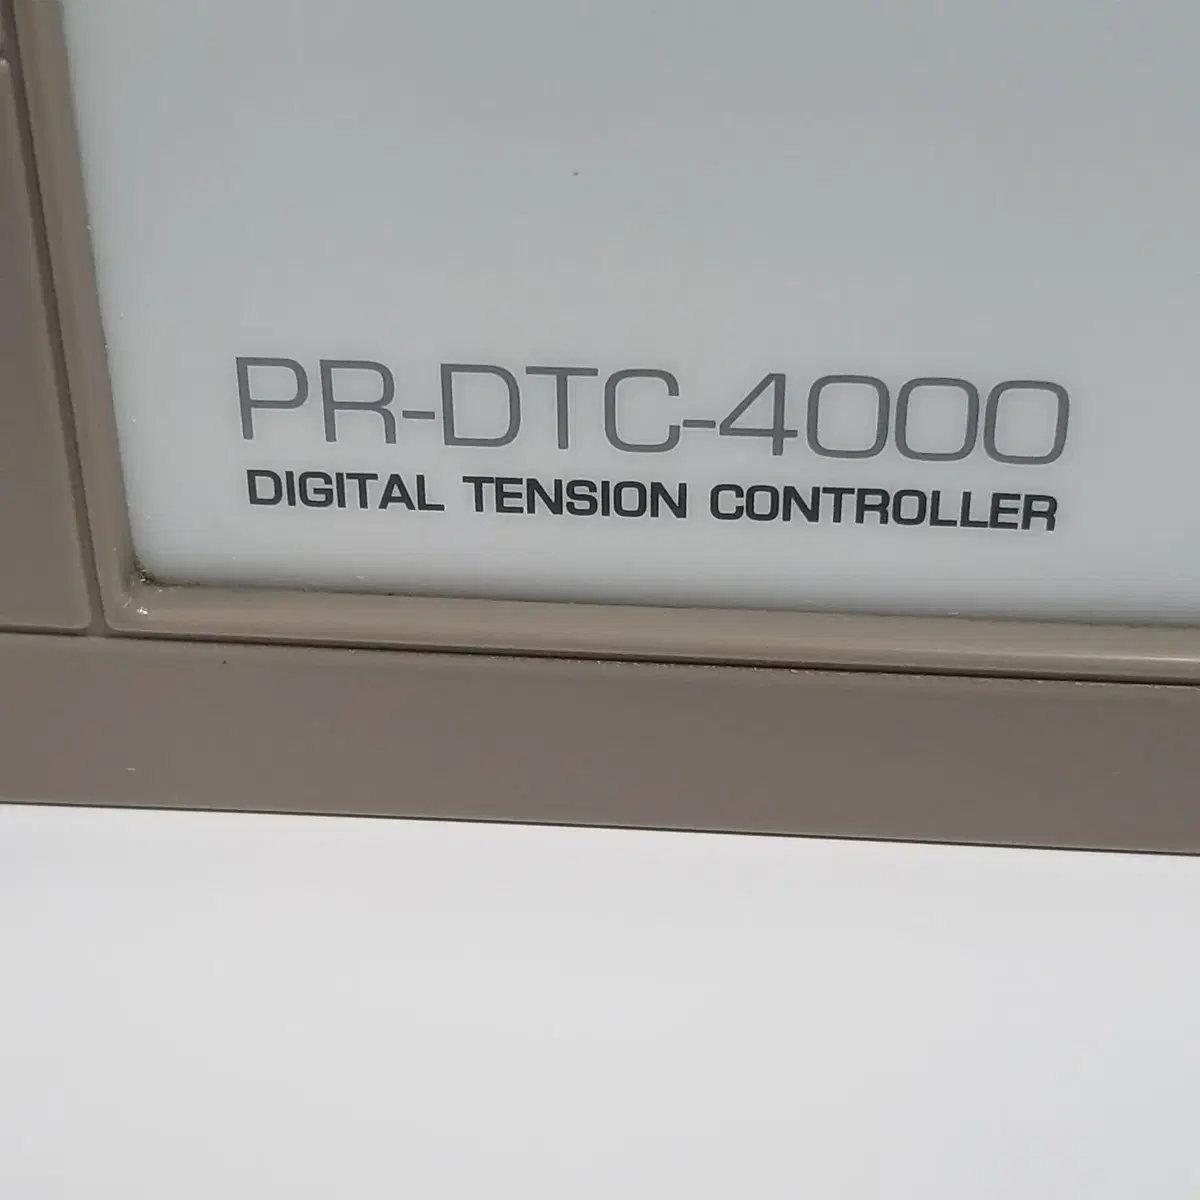 PR-DTC-4000
DIGITAL TENSION CONTROLLER